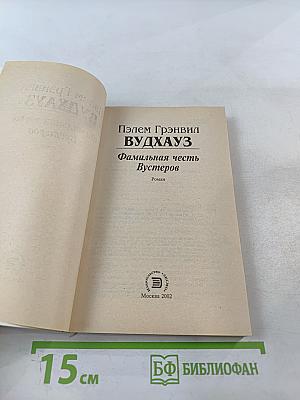 Пэлем Грэнвил
ВУДХАУЗ
Фамильная честь
Вустеров
Роман
Москва 2002
15 см
БФ БИБЛИОФАН